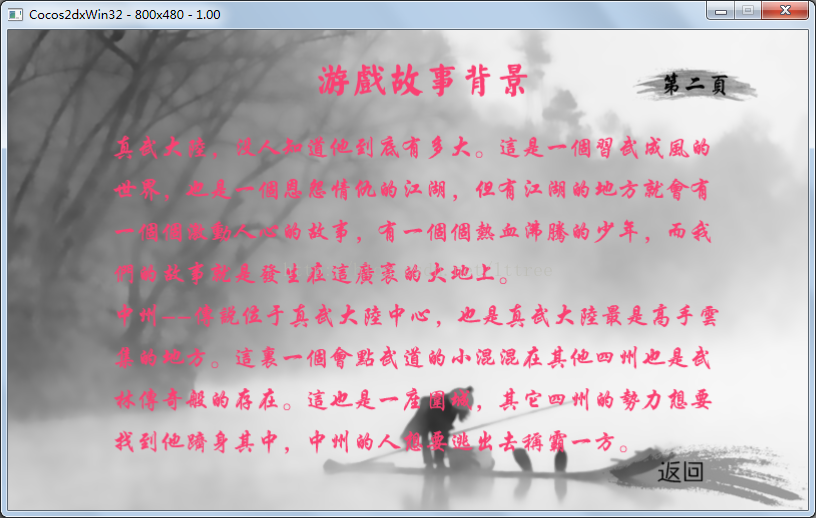 Cocos2dxWin32 - 800x480 - 1.00
游戲故事背景
第二頁
真武大陸，沒人知道他到底有多大。這是一個習武成風的
世界，也是一個恩怨情仇的江湖，但有江湖的地方就會有
一個個激動人心的故事，有一個個熱血沸騰的少年，而我
們的故事就是發生在這廣袤的大地上。
中州--傳說位于真武大陸中心，也是真武大陸最是高手雲
集的地方。這裏一個會點武道的小混混在其他四州也是武
林傳奇般的存在。這也是一座圍城，其它四州的勢力想要
找到他躋身其中，中州的人想要逃出去稱霸一方。
返回